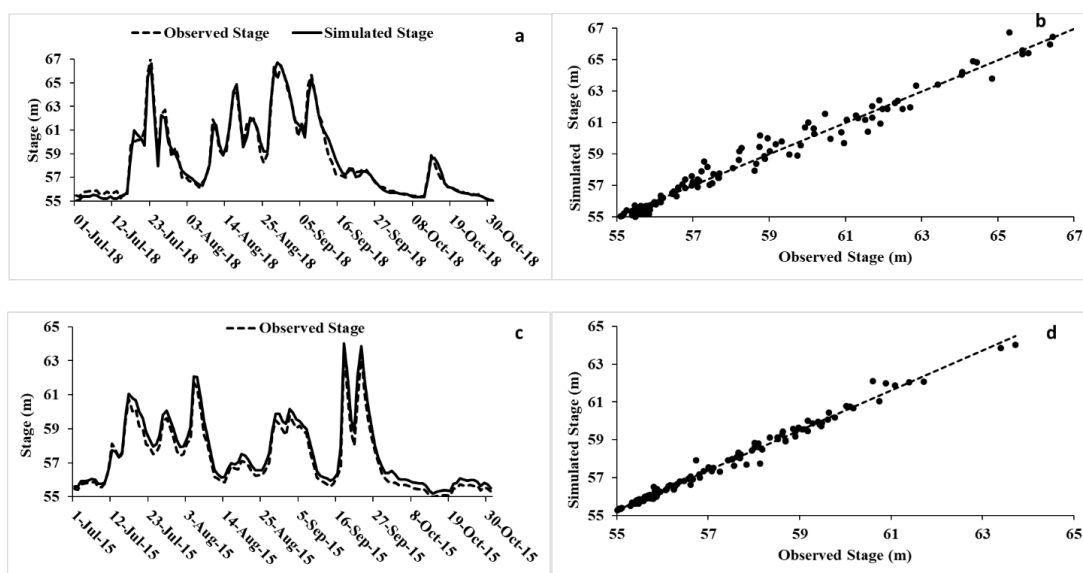 Observed Stage Simulated Stage a
67
65
63
61
59
57
55
Stage (m)
01-Jul-18
12-Jul-18
23-Jul-18
03-Aug-18
14-Aug-18
25-Aug-18
05-Sep-18
16-Sep-18
27-Sep-18
08-Oct-18
19-Oct-18
30-Oct-18
b
67
65
63
61
59
57
55
Simulated Stage (m)
55 57 59 61 63 65 67
Observed Stage (m)
Observed Stage c
65
63
61
59
57
55
Stage (m)
1-Jul-15
12-Jul-15
23-Jul-15
3-Aug-15
14-Aug-15
25-Aug-15
5-Sep-15
16-Sep-15
27-Sep-15
8-Oct-15
19-Oct-15
30-Oct-15
d
65
63
61
59
57
55
Simulated Stage (m)
55 57 59 61 63 65
Observed Stage (m)